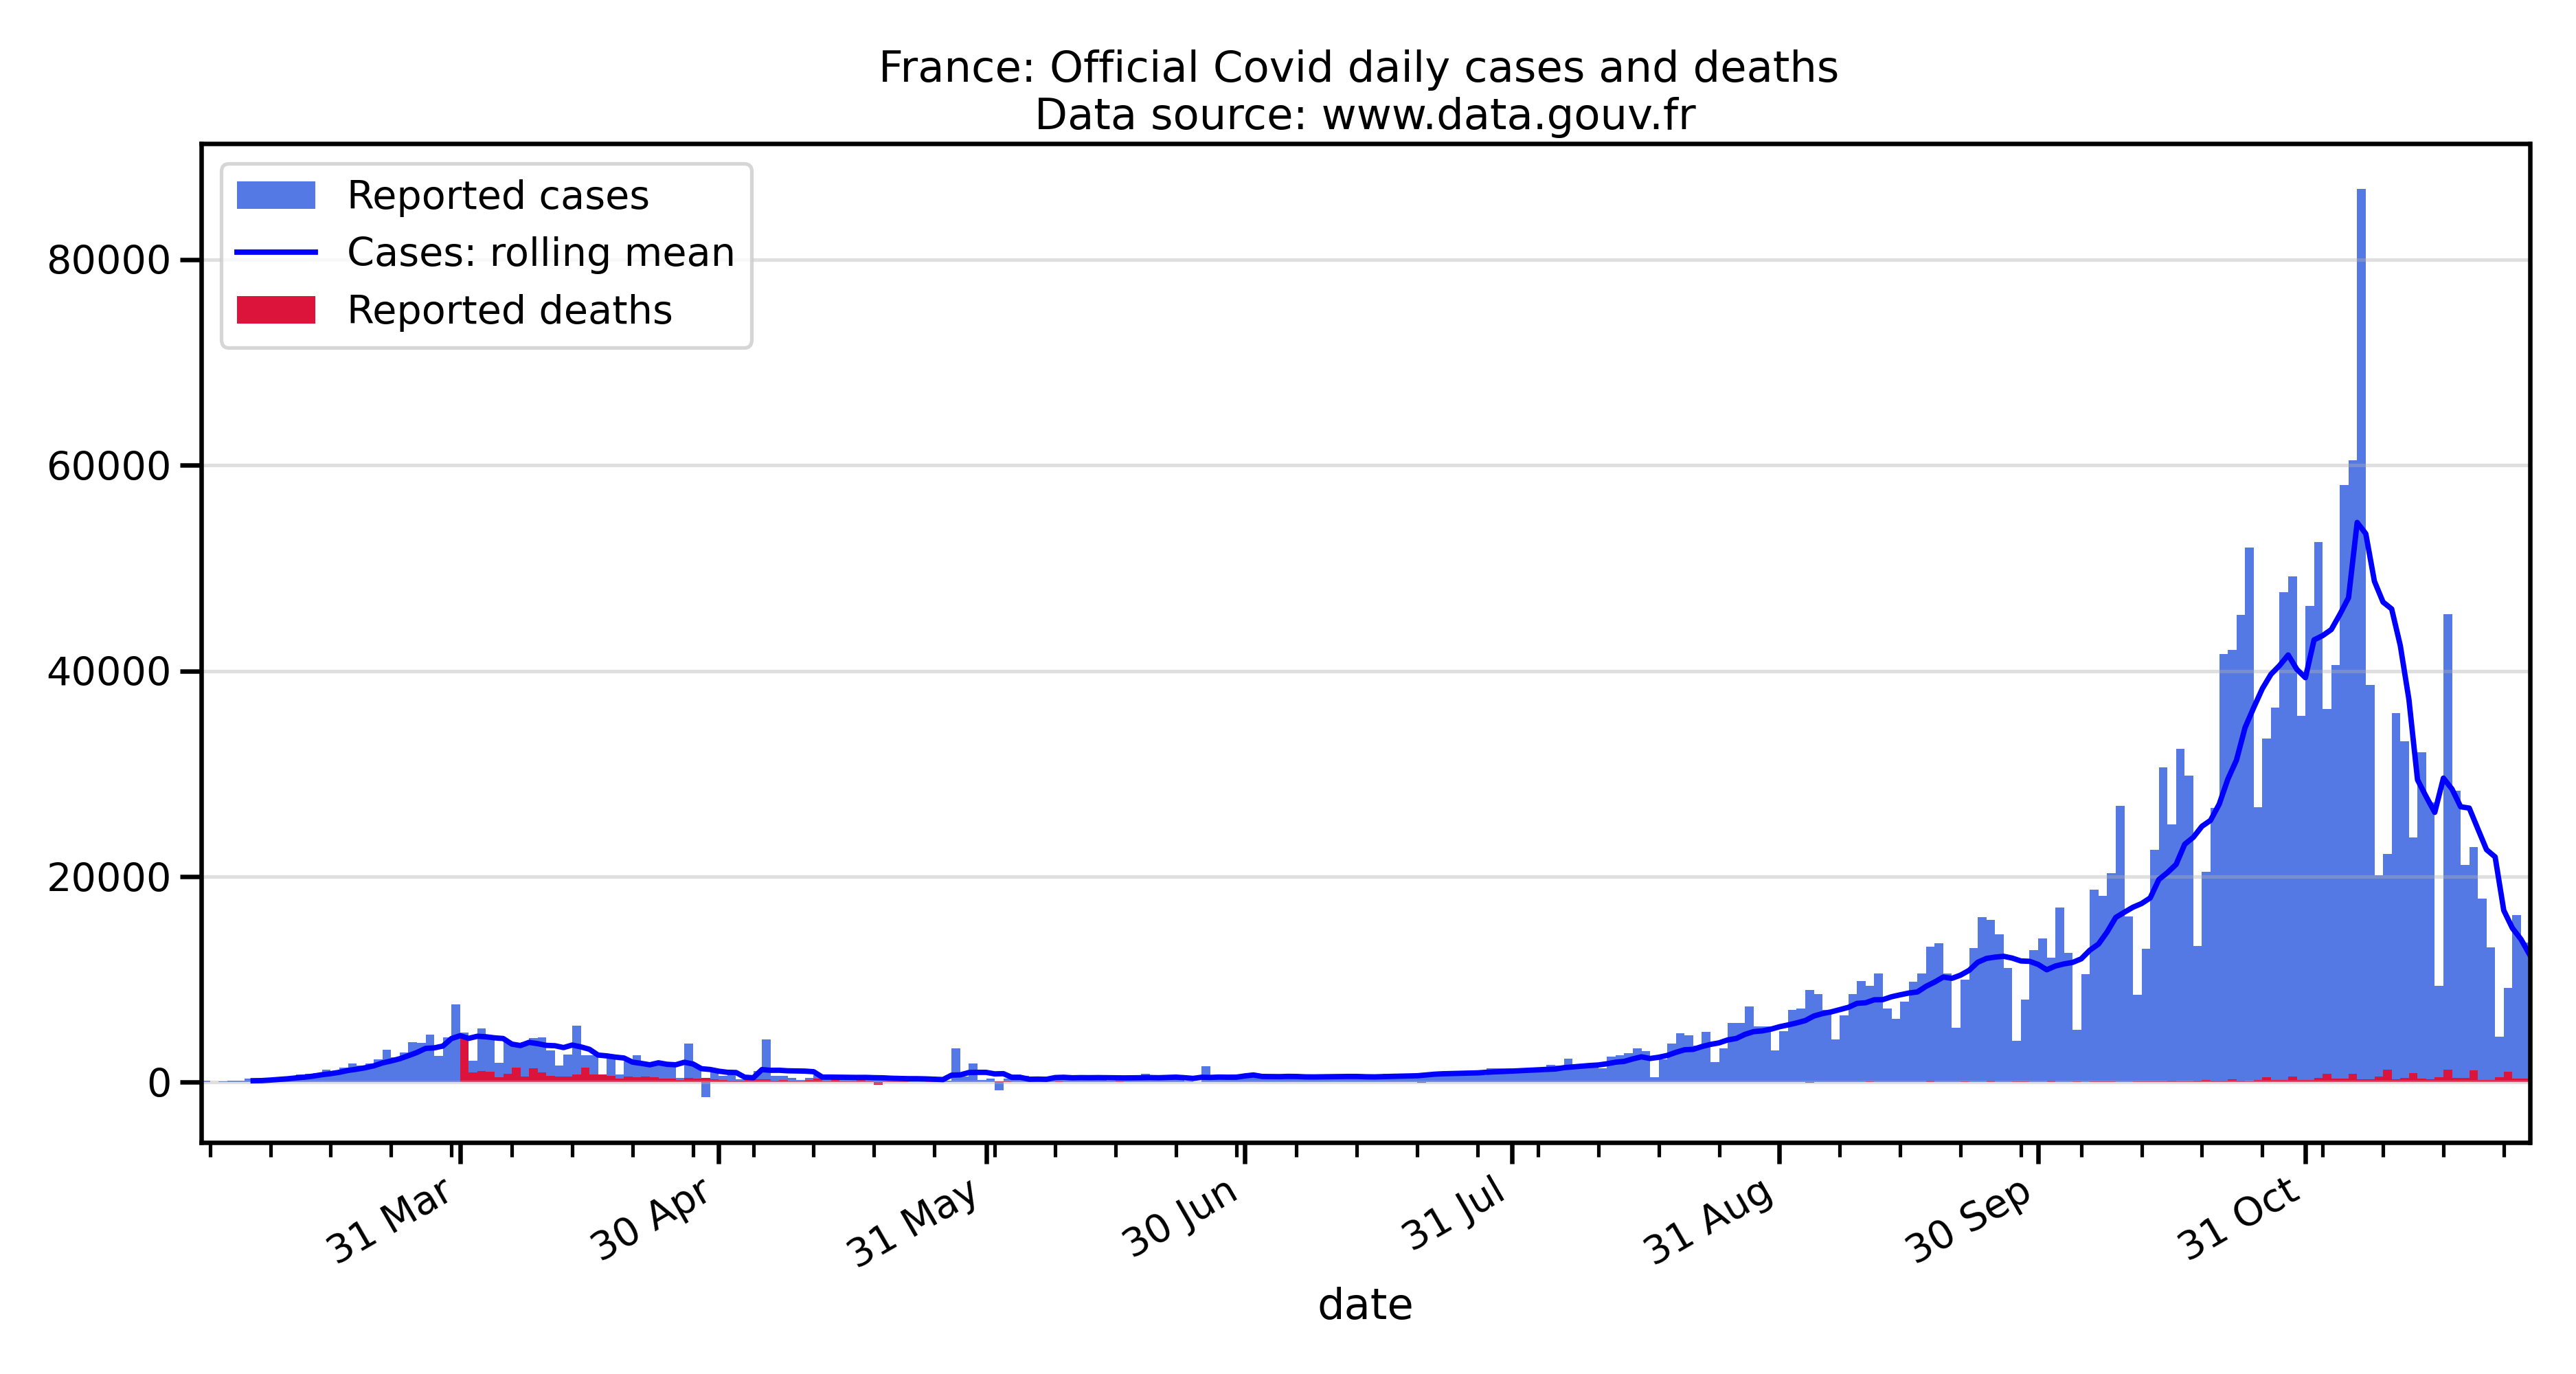 France: Official Covid daily cases and deaths
Data source: www.data.gouv.fr
Reported cases
Cases: rolling mean
Reported deaths
80000
60000
40000
20000
0
31 Mar
30 Apr
31 May
30 Jun
31 Jul
31 Aug
30 Sep
31 Oct
date